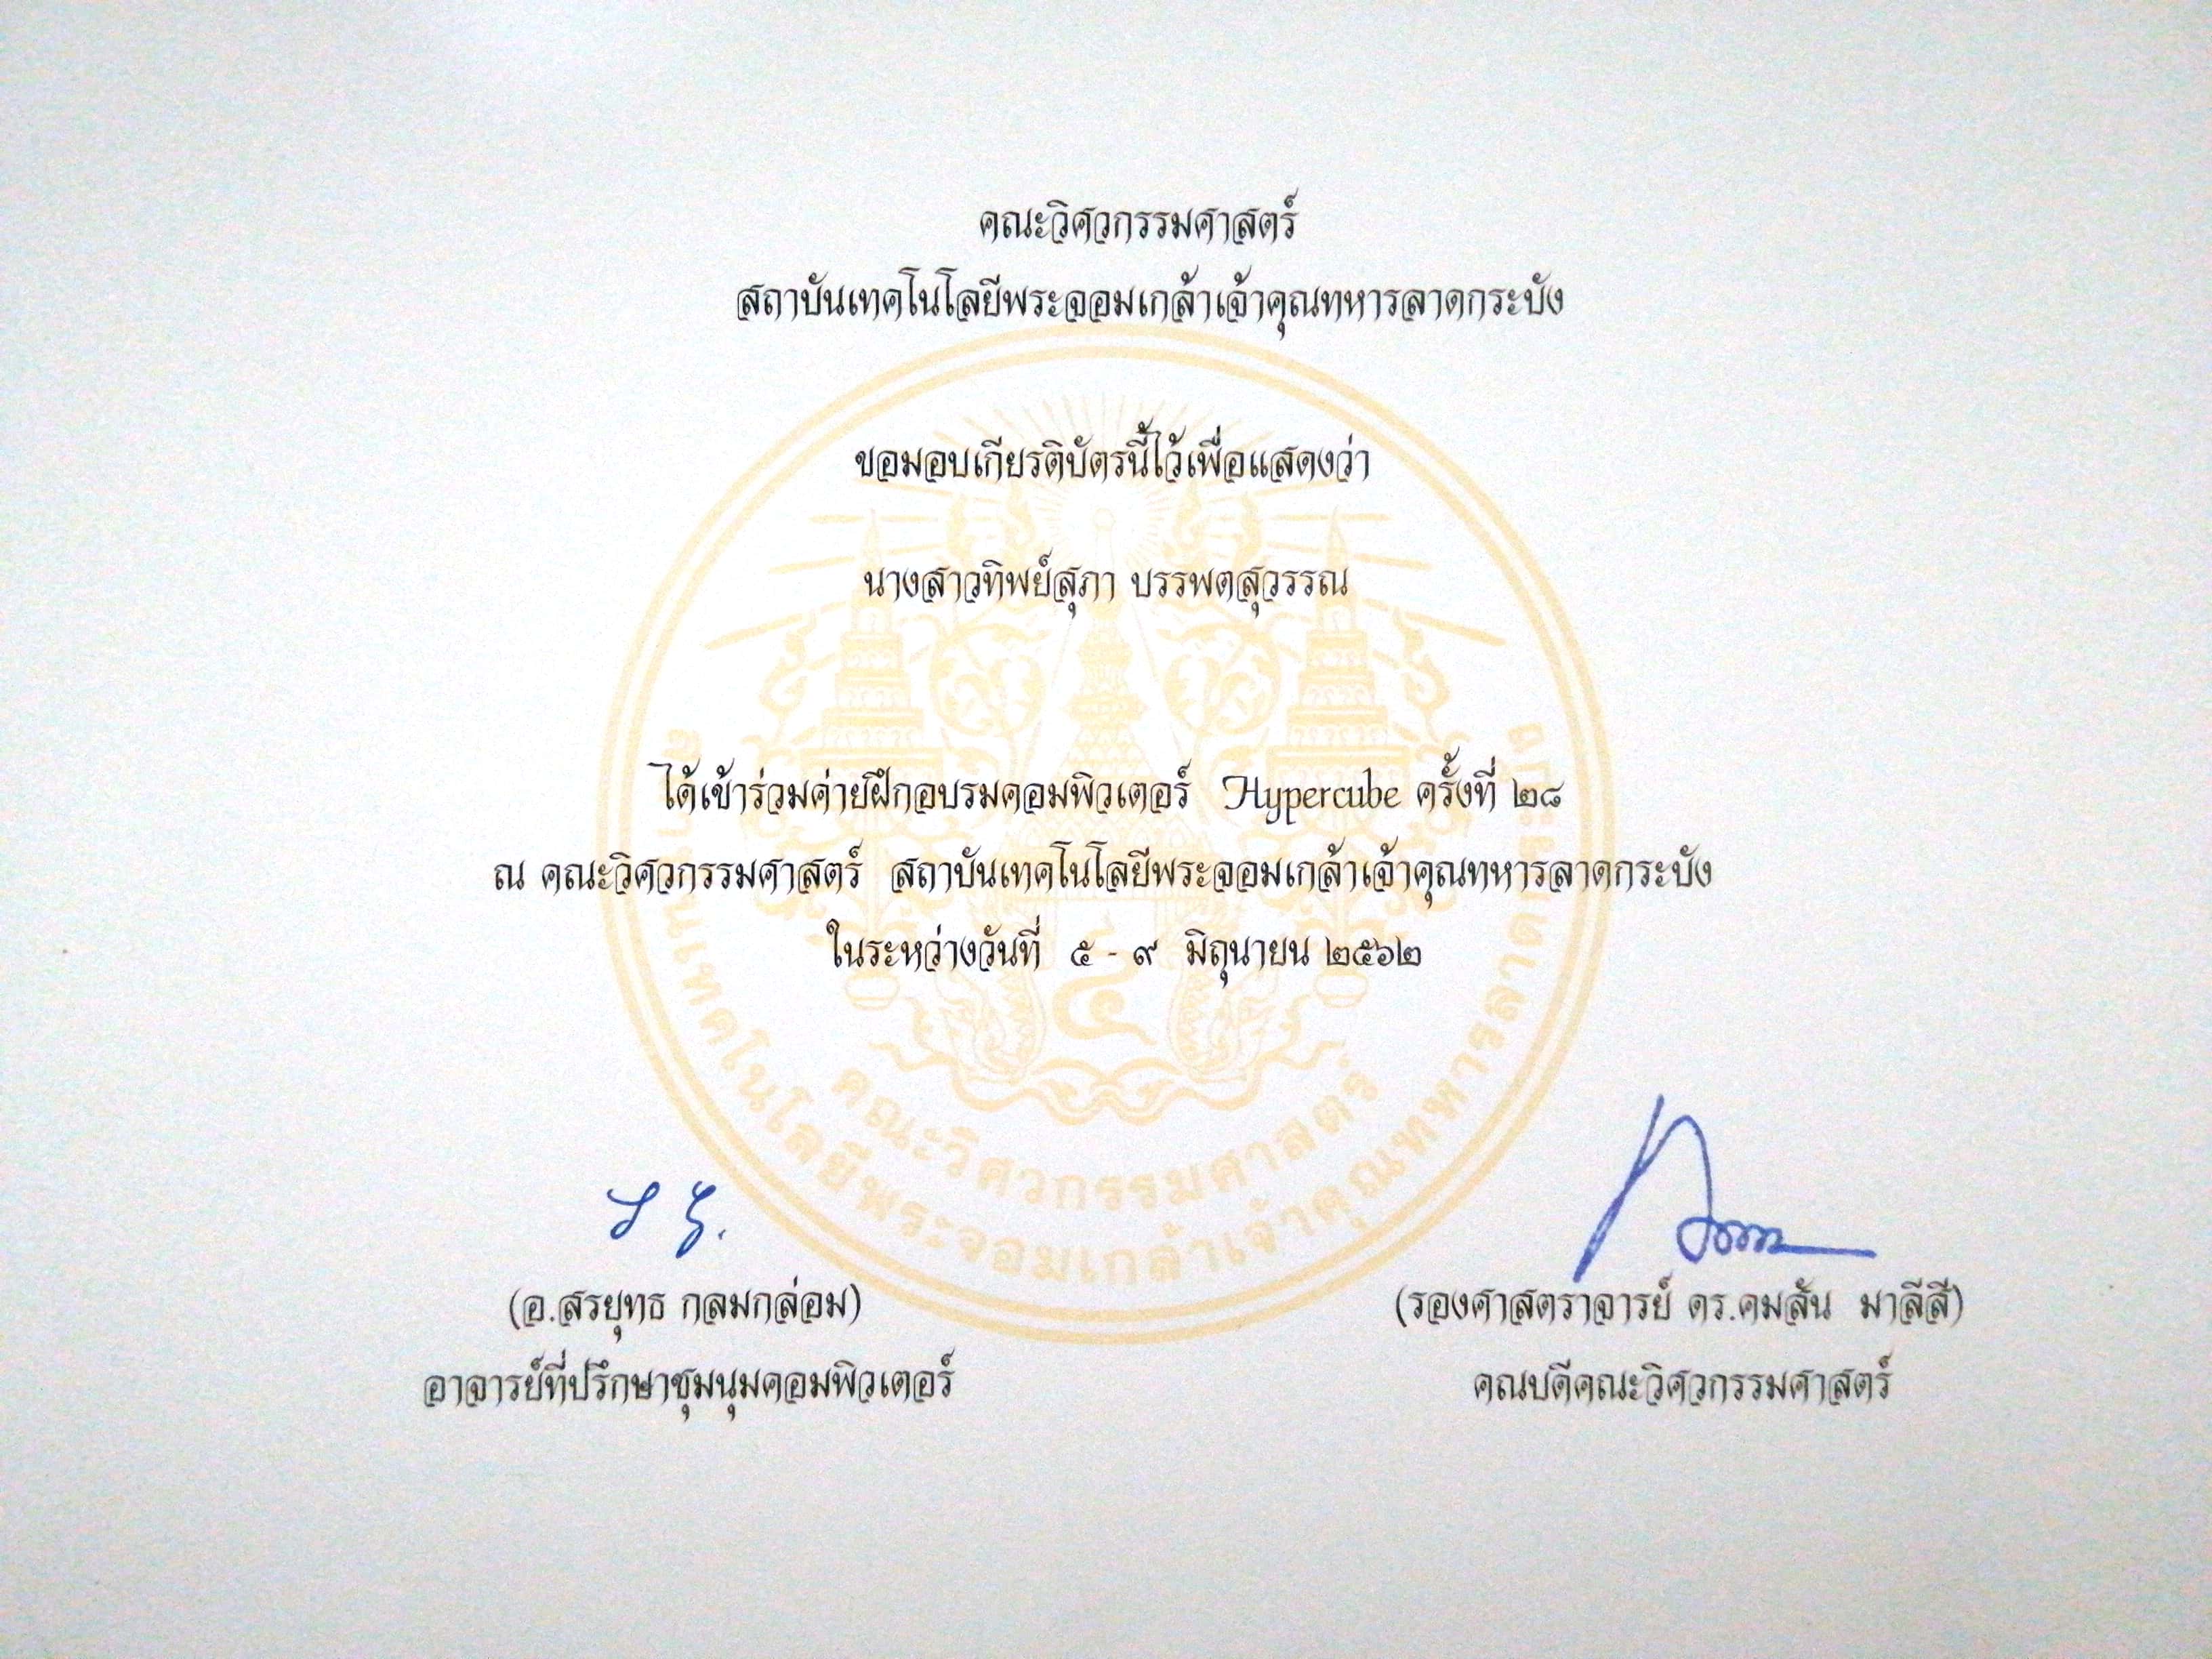 คณะวิศวกรรมศาสตร์
สถาบันเทคโนโลยีพระจอมเกล้าเจ้าคุณทหารลาดกระบัง
ขอมอบเกียรติบัตรนี้ไว้เพื่อแสดงว่า
นางสาวทิพย์สุภา บรรพตสุวรรณ
ได้เข้าร่วมค่ายฝึกอบรมคอมพิวเตอร์ Hypercube ครั้งที่ ๒๘
ณ คณะวิศวกรรมศาสตร์ สถาบันเทคโนโลยีพระจอมเกล้าเจ้าคุณทหารลาดกระบัง
ในระหว่างวันที่ ๕ - ๙ มิถุนายน ๒๕๖๒
๔
คณะวิศวกรรมศาสตร์
สถาบันเทคโนโลยีพระจอมเกล้าเจ้าคุณทหารลาดกระบัง
(อ.สรยุทธ กลมกล่อม)
อาจารย์ที่ปรึกษาชุมนุมคอมพิวเตอร์
(รองศาสตราจารย์ ดร.คมสัน มาลีสี)
คณบดีคณะวิศวกรรมศาสตร์